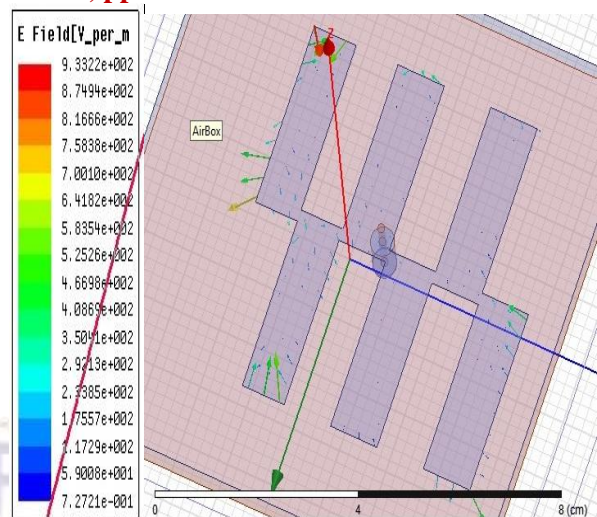 E Field[V_per_m
9.3322e+002
8.7494e+002
8.1666e+002
7.5838e+002
7.0010e+002
6.4182e+002
5.8354e+002
5.2526e+002
4.6698e+002
4.0869e+002
3.5041e+002
2.9213e+002
2.3385e+002
1.7557e+002
1.1729e+002
5.9008e+001
7.2721e-001
AirBox
0
4
8 (cm)